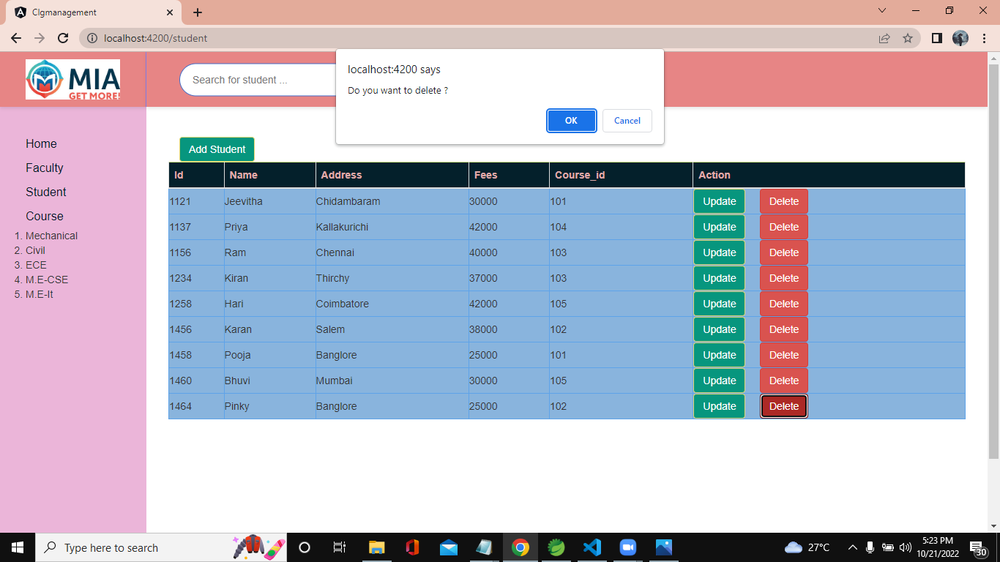 Clgmanagement
localhost:4200/student
MIA
GET MORE!
Search for student ...
localhost:4200 says
Do you want to delete ?
OK Cancel
Home
Faculty
Student
Course
1. Mechanical
2. Civil
3. ECE
4. M.E-CSE
5. M.E-It
Add Student
Id Name Address Fees Course_id Action
1121 Jeevitha Chidambaram 30000 101 Update Delete
1137 Priya Kallakurichi 42000 104 Update Delete
1156 Ram Chennai 40000 103 Update Delete
1234 Kiran Thirchy 37000 103 Update Delete
1258 Hari Coimbatore 42000 105 Update Delete
1456 Karan Salem 38000 102 Update Delete
1458 Pooja Banglore 25000 101 Update Delete
1460 Bhuvi Mumbai 30000 105 Update Delete
1464 Pinky Banglore 25000 102 Update Delete
Type here to search
27°C
5:23 PM
10/21/2022
30